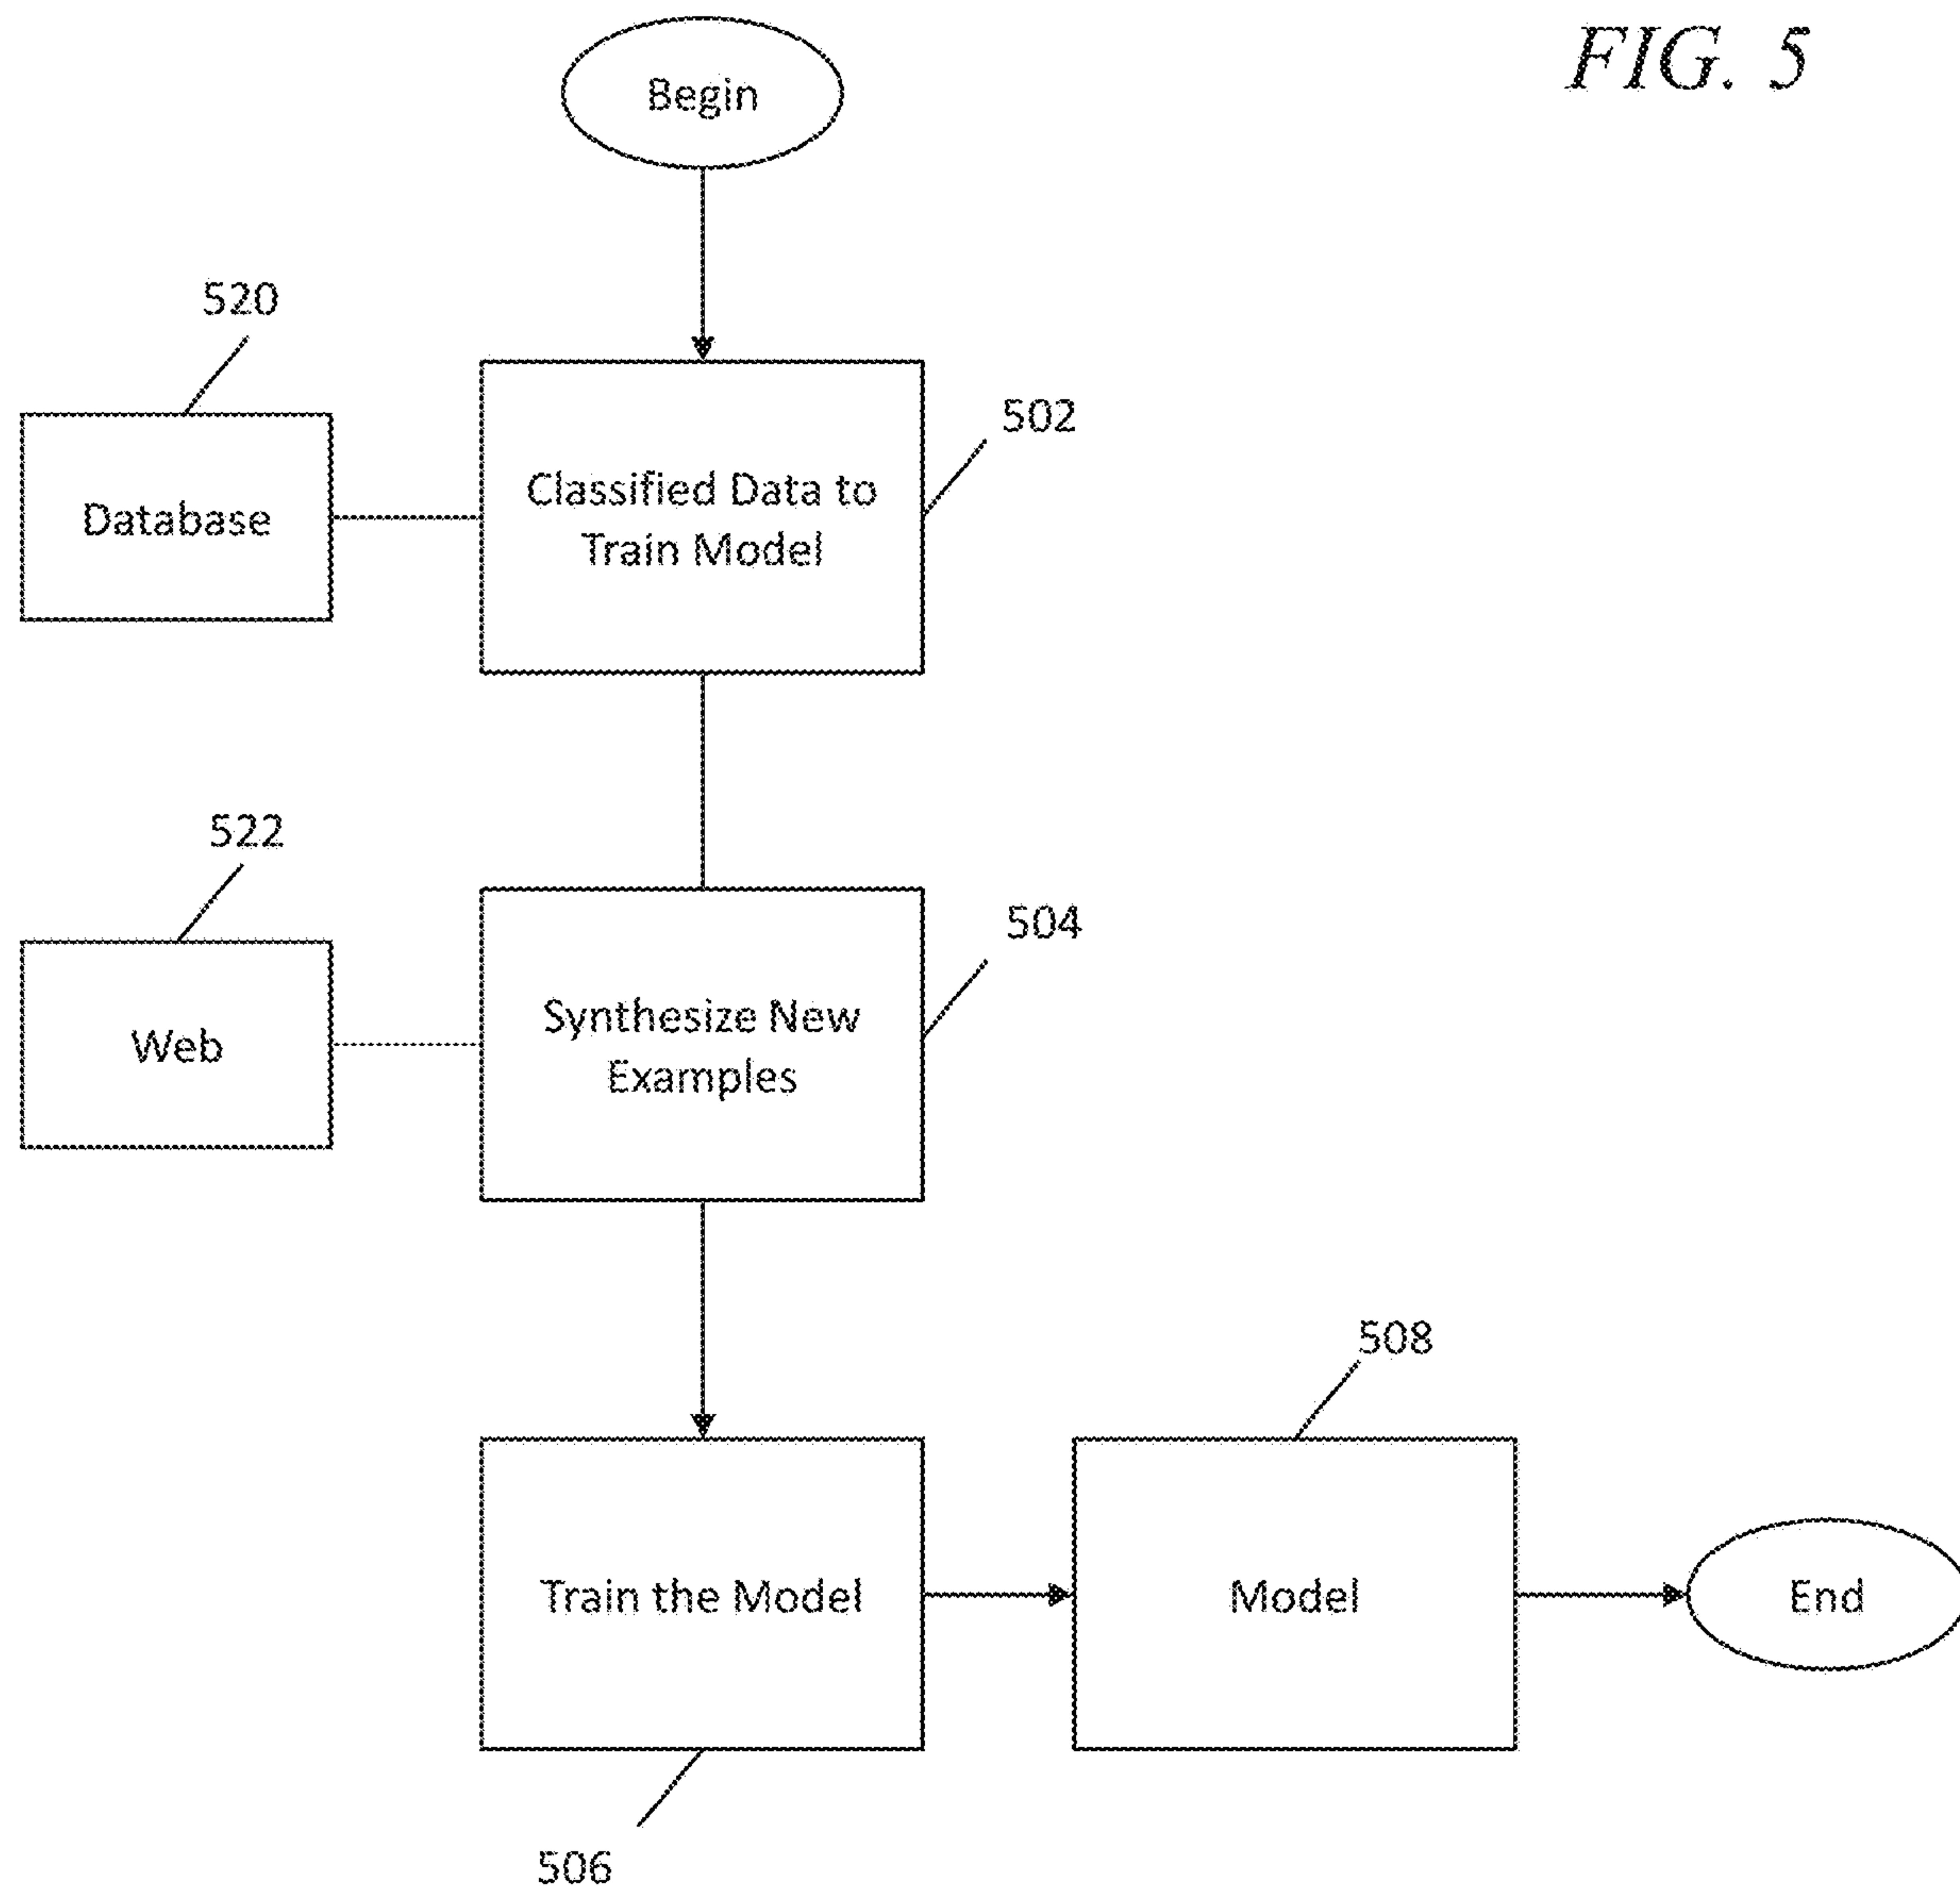 FIG. 5
Begin
520
502
Database
Classified Data to
Train Model
522
504
Web
Synthesize New
Examples
508
Train the Model
Model
End
506